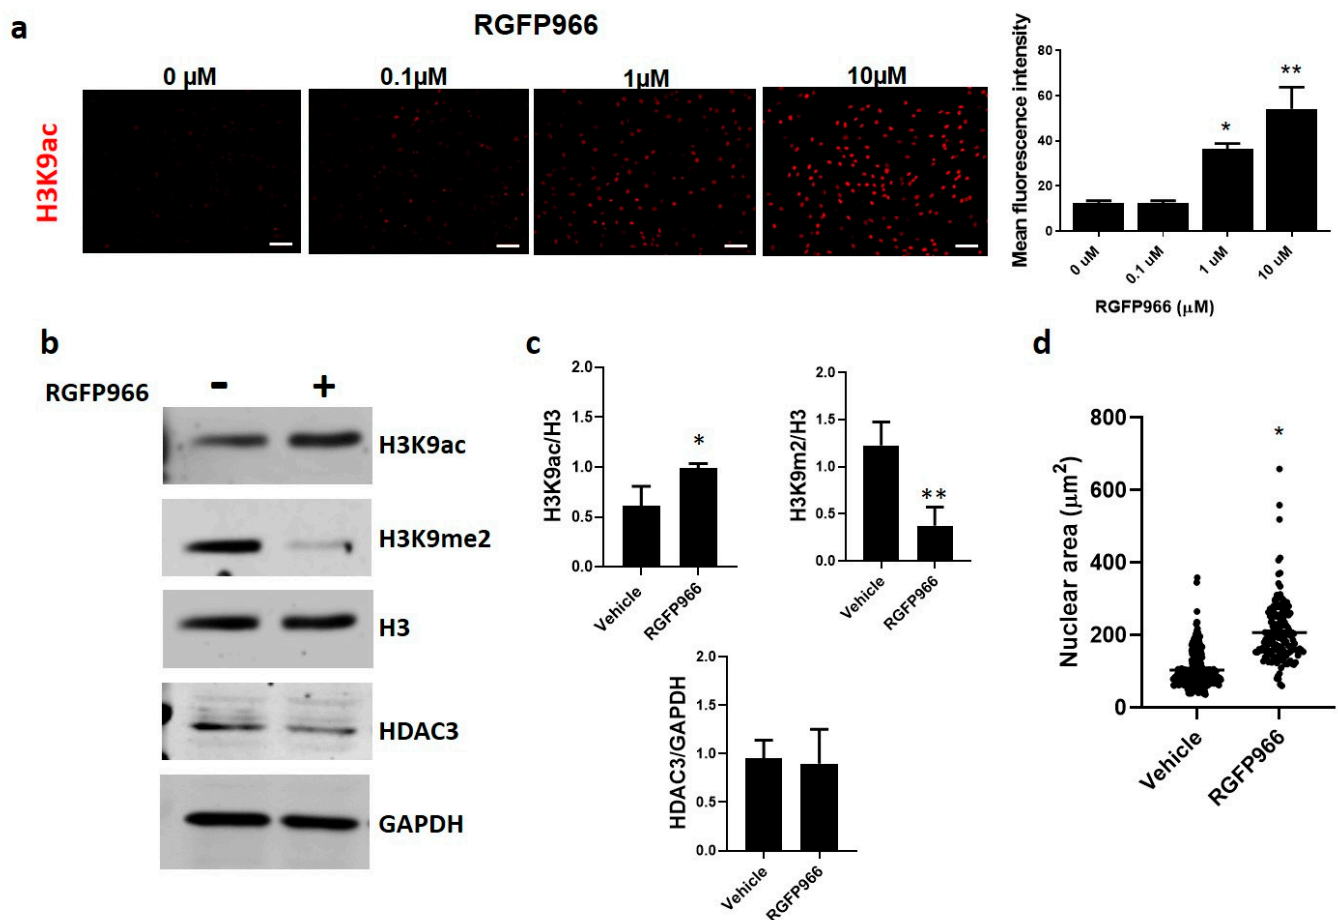 a
RGFP966
0 µM
0.1µM
1µM
10µM
H3K9ac
Mean fluorescence intensity
80
60
40
20
0
*
**
0 uM
0.1 uM
1 uM
10 uM
RGFP966 (µM)
b
RGFP966
-
+
H3K9ac
H3K9me2
H3
HDAC3
GAPDH
c
H3K9ac/H3
2.0
1.5
1.0
0.5
0.0
*
Vehicle
RGFP966
H3K9m2/H3
2.0
1.5
1.0
0.5
0.0
**
Vehicle
RGFP966
HDAC3/GAPDH
2.0
1.5
1.0
0.5
0.0
Vehicle
RGFP966
d
Nuclear area (µm²)
800
600
400
200
0
*
Vehicle
RGFP966